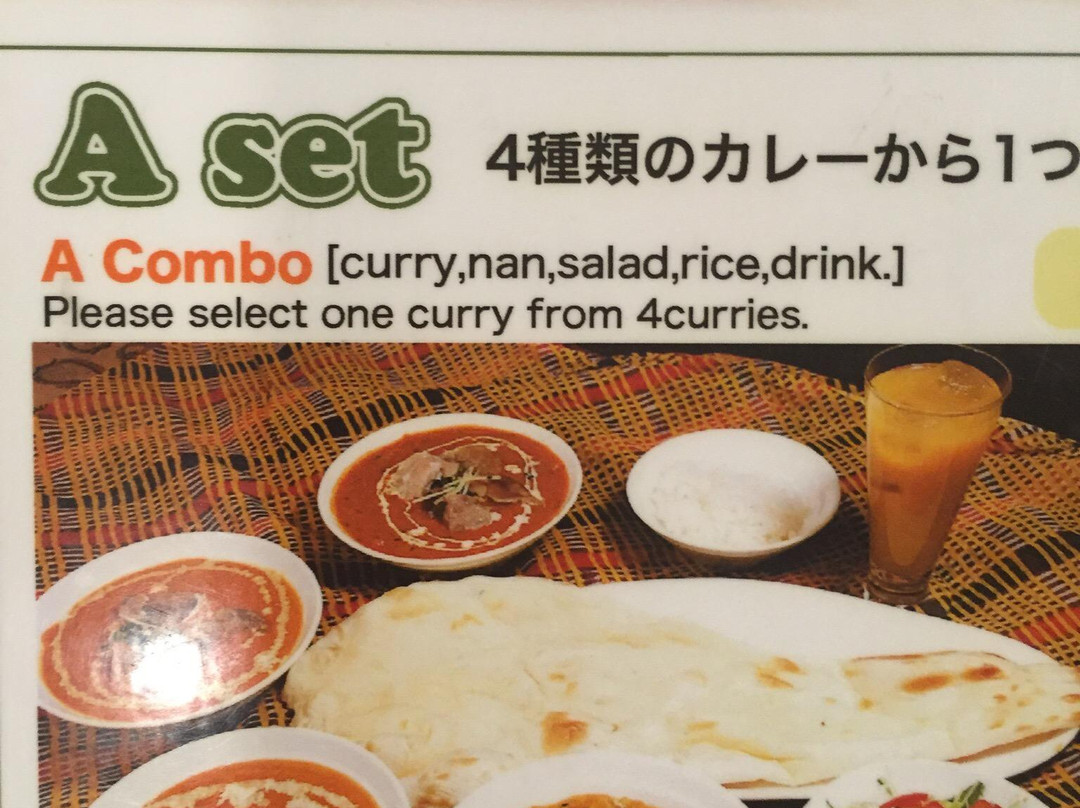 A set
4種類のカレーから1つ
A Combo [curry,nan,salad,rice,drink.]
Please select one curry from 4curries.